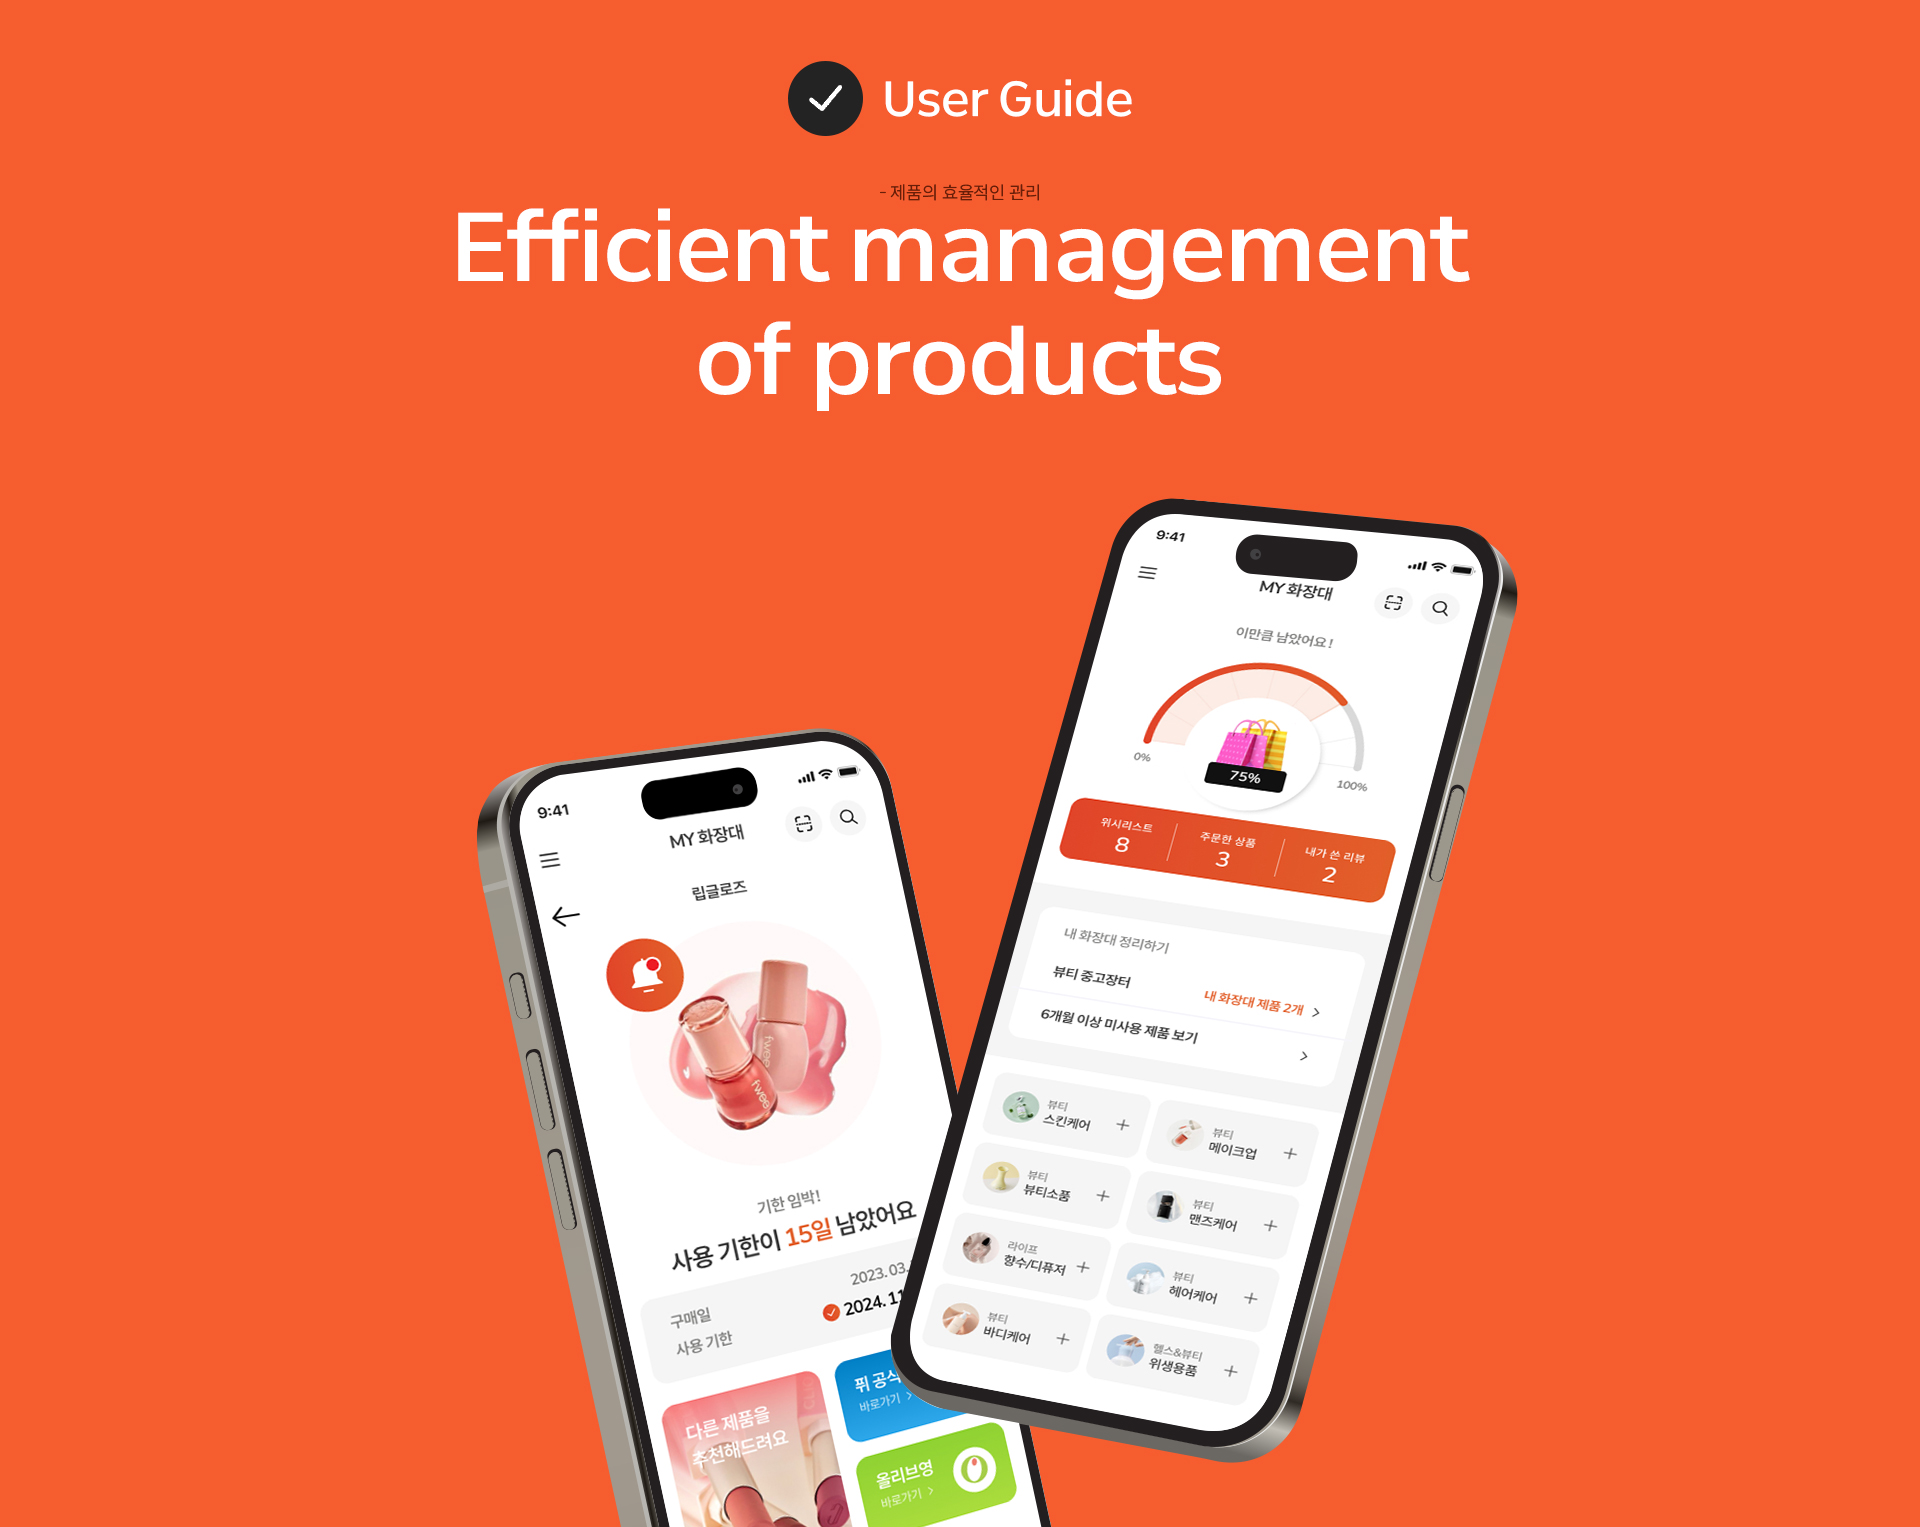 User Guide
- 제품의 효율적인 관리
Efficient management
of products
9:41
MY 화장대
이만큼 남았어요!
0%
75%
100%
위시리스트
8
주문한 상품
3
내가 쓴 리뷰
2
내 화장대 정리하기
뷰티 중고장터
내 화장대 제품 2개
6개월 이상 미사용 제품 보기
뷰티
스킨케어
뷰티
메이크업
뷰티
뷰티소품
뷰티
맨즈케어
라이프
향수/디퓨저
뷰티
헤어케어
뷰티
바디케어
헬스&뷰티
위생용품
9:41
MY 화장대
립글로즈
fwee
fwee
기한 임박!
사용 기한이 15일 남았어요
구매일
2023. 03.
사용 기한
2024. 11
다른 제품을
추천해드려요
퓌 공식
바로가기
올리브영
바로가기